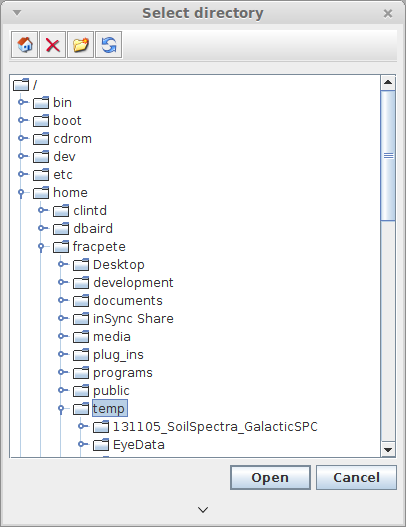 Select directory
/
bin
boot
cdrom
dev
etc
home
clintd
dbaird
fracpete
Desktop
development
documents
inSync Share
media
plug_ins
programs
public
temp
131105_SoilSpectra_GalacticSPC
EyeData
Open Cancel